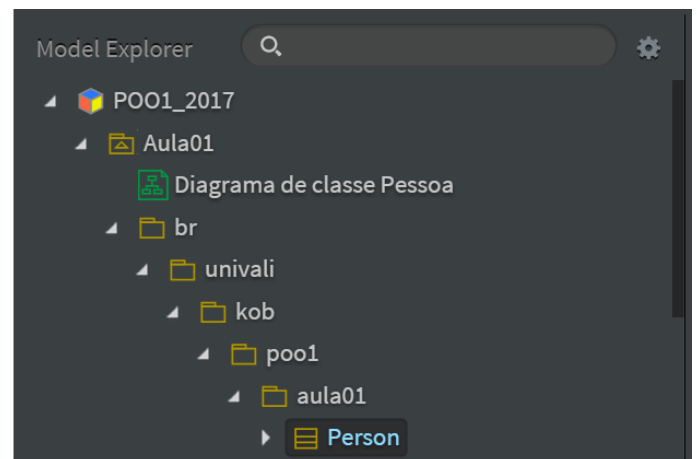 Model Explorer
POO1_2017
Aula01
Diagrama de classe Pessoa
br
univali
kob
poo1
aula01
Person